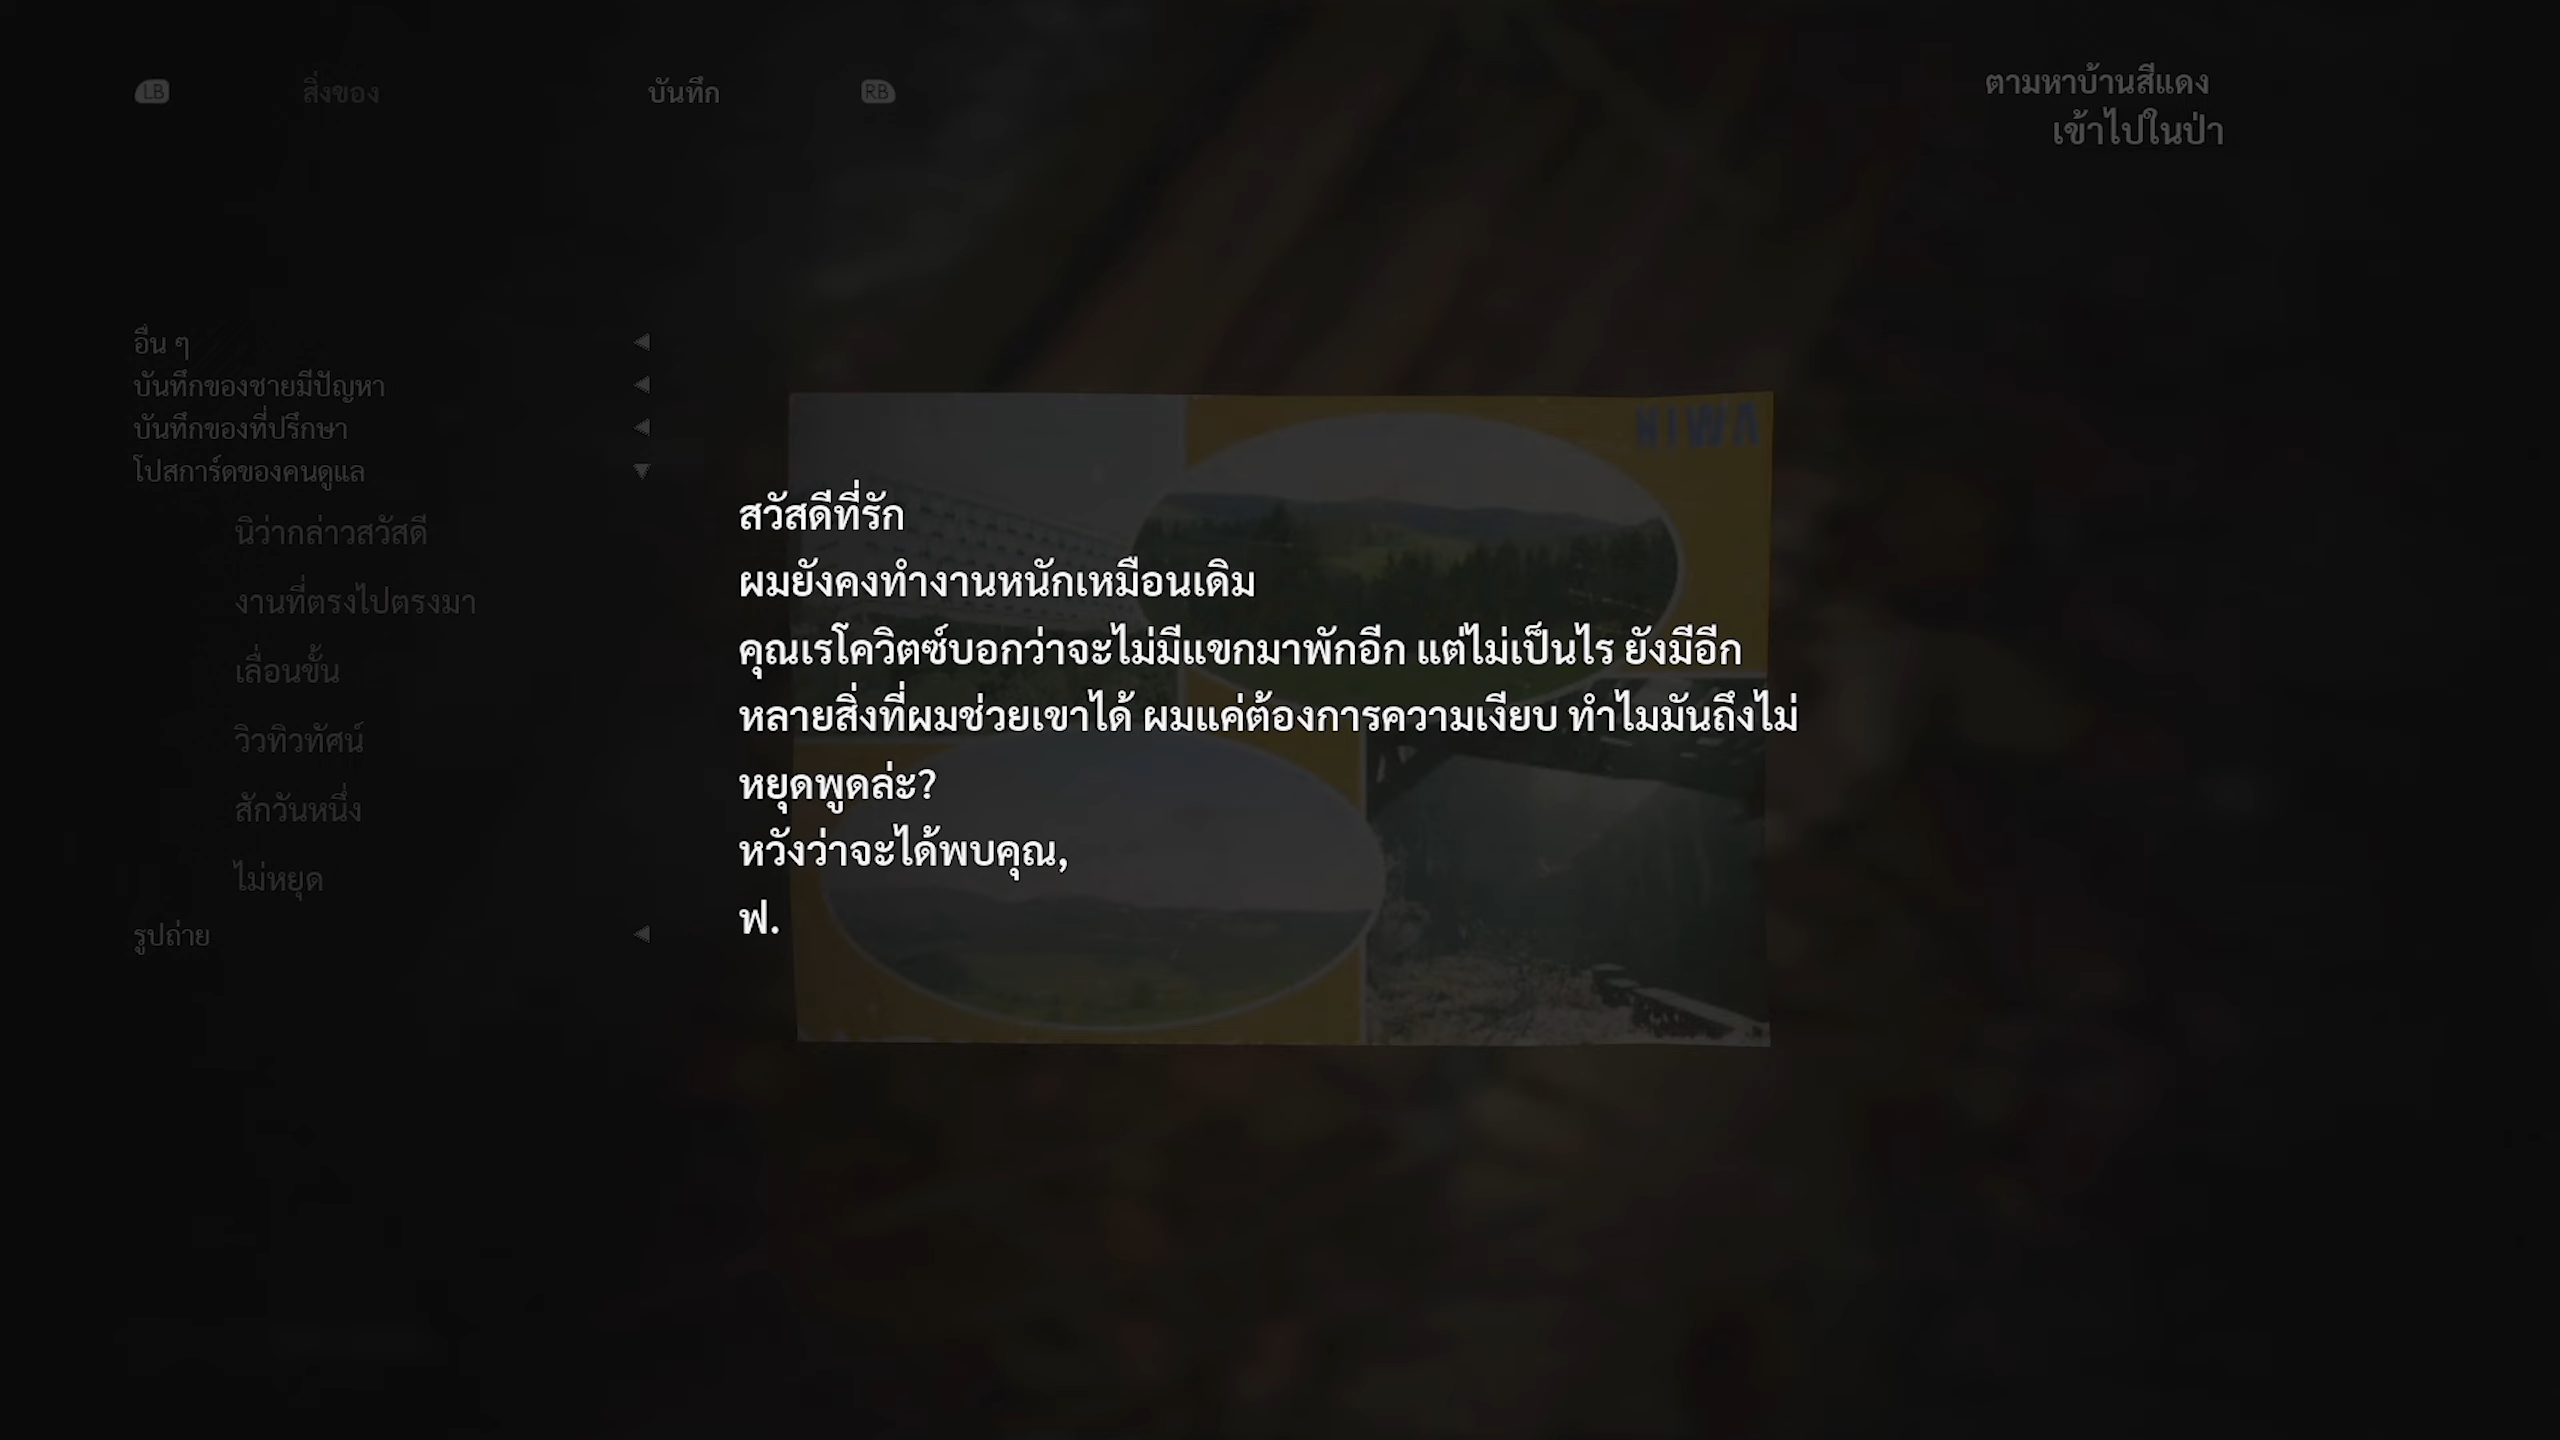 LB สิ่งของ บันทึก RB
ตามหาบ้านสีแดง
เข้าไปในป่า
อื่น ๆ
บันทึกของชายมีปัญหา
บันทึกของที่ปรึกษา
โปสการ์ดของคนดูแล
นิว่ากล่าวสวัสดี
งานที่ตรงไปตรงมา
เลื่อนขั้น
วิวทิวทัศน์
สักวันหนึ่ง
ไม่หยุด
รูปถ่าย
NIWA
สวัสดีที่รัก
ผมยังคงทำงานหนักเหมือนเดิม
คุณเรโควิตซ์บอกว่าจะไม่มีแขกมาพักอีก แต่ไม่เป็นไร ยังมีอีก
หลายสิ่งที่ผมช่วยเขาได้ ผมแค่ต้องการความเงียบ ทำไมมันถึงไม่
หยุดพูดล่ะ?
หวังว่าจะได้พบคุณ,
ฟ.